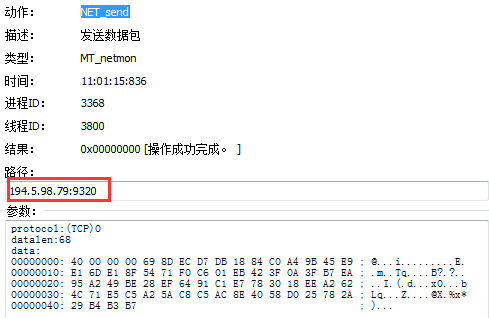 动作： NET_send
描述： 发送数据包
类型： MT_netmon
时间： 11:01:15:836
进程ID： 3368
线程ID： 3800
结果： 0x00000000 [操作成功完成。 ]
路径：
194.5.98.79:9320
参数：
protocol:(TCP)0
datalen:68
data:
00000000: 40 00 00 00 69 8D EC D7 DB 18 84 C0 A4 9B 45 E9 ; @...i.........E.
00000010: E1 6D E1 8F 54 71 F0 C6 01 EB 42 3F 0A 3F B7 EA ; .m..Tq....B?.?..
00000020: 95 A2 49 BE 28 EF 64 91 C1 E7 78 30 18 EE A2 62 ; ..I.(.d...x0...b
00000030: 4C 71 E5 C5 A2 5A C8 C5 AC 8E 40 58 D0 25 78 2A ; Lq...Z....@X.%x*
00000040: 29 B4 B3 B7 ; )...